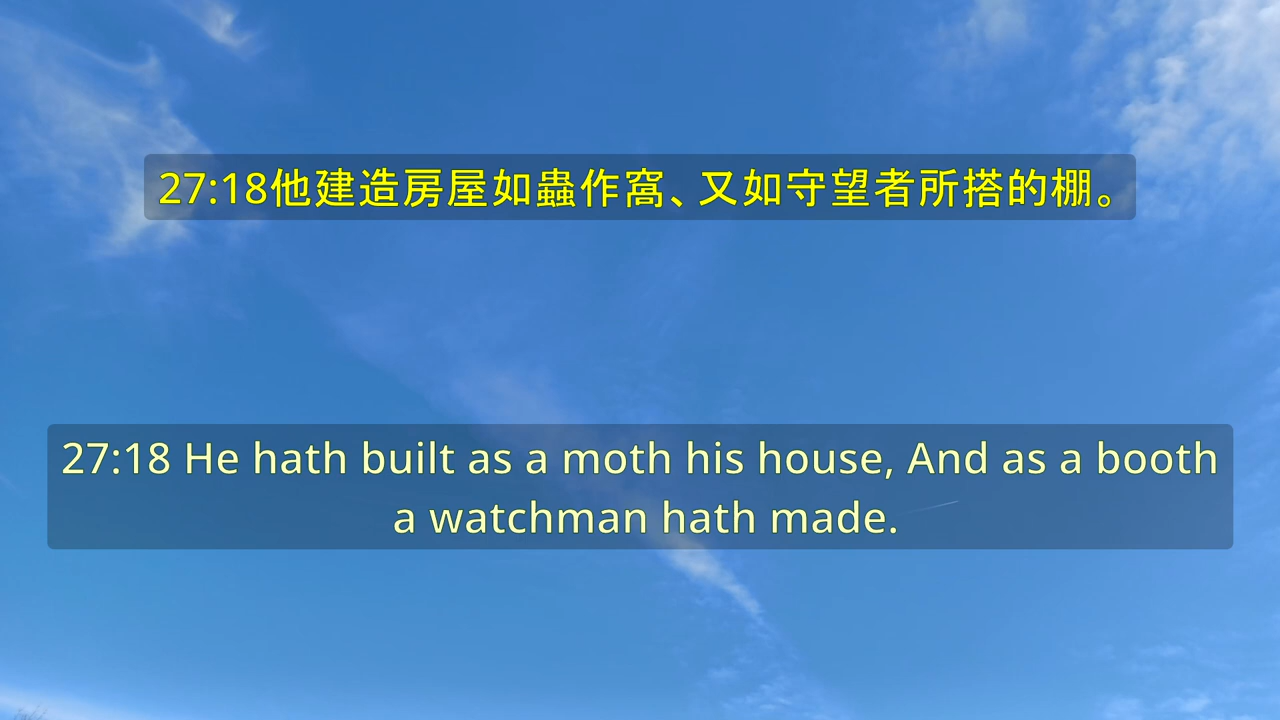 27:18他建造房屋如蟲作窩、又如守望者所搭的棚。
27:18 He hath built as a moth his house, And as a booth
a watchman hath made.